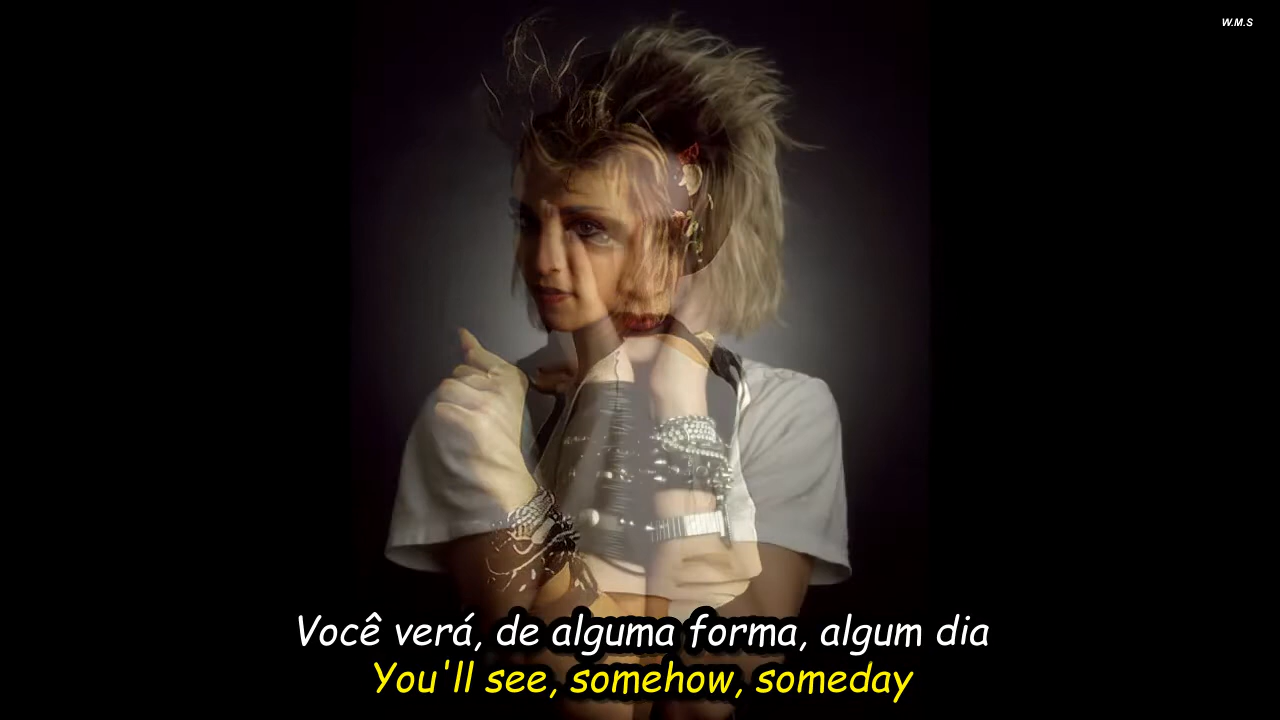 W.M.S
Você verá, de alguma forma, algum dia
You'll see, somehow, someday